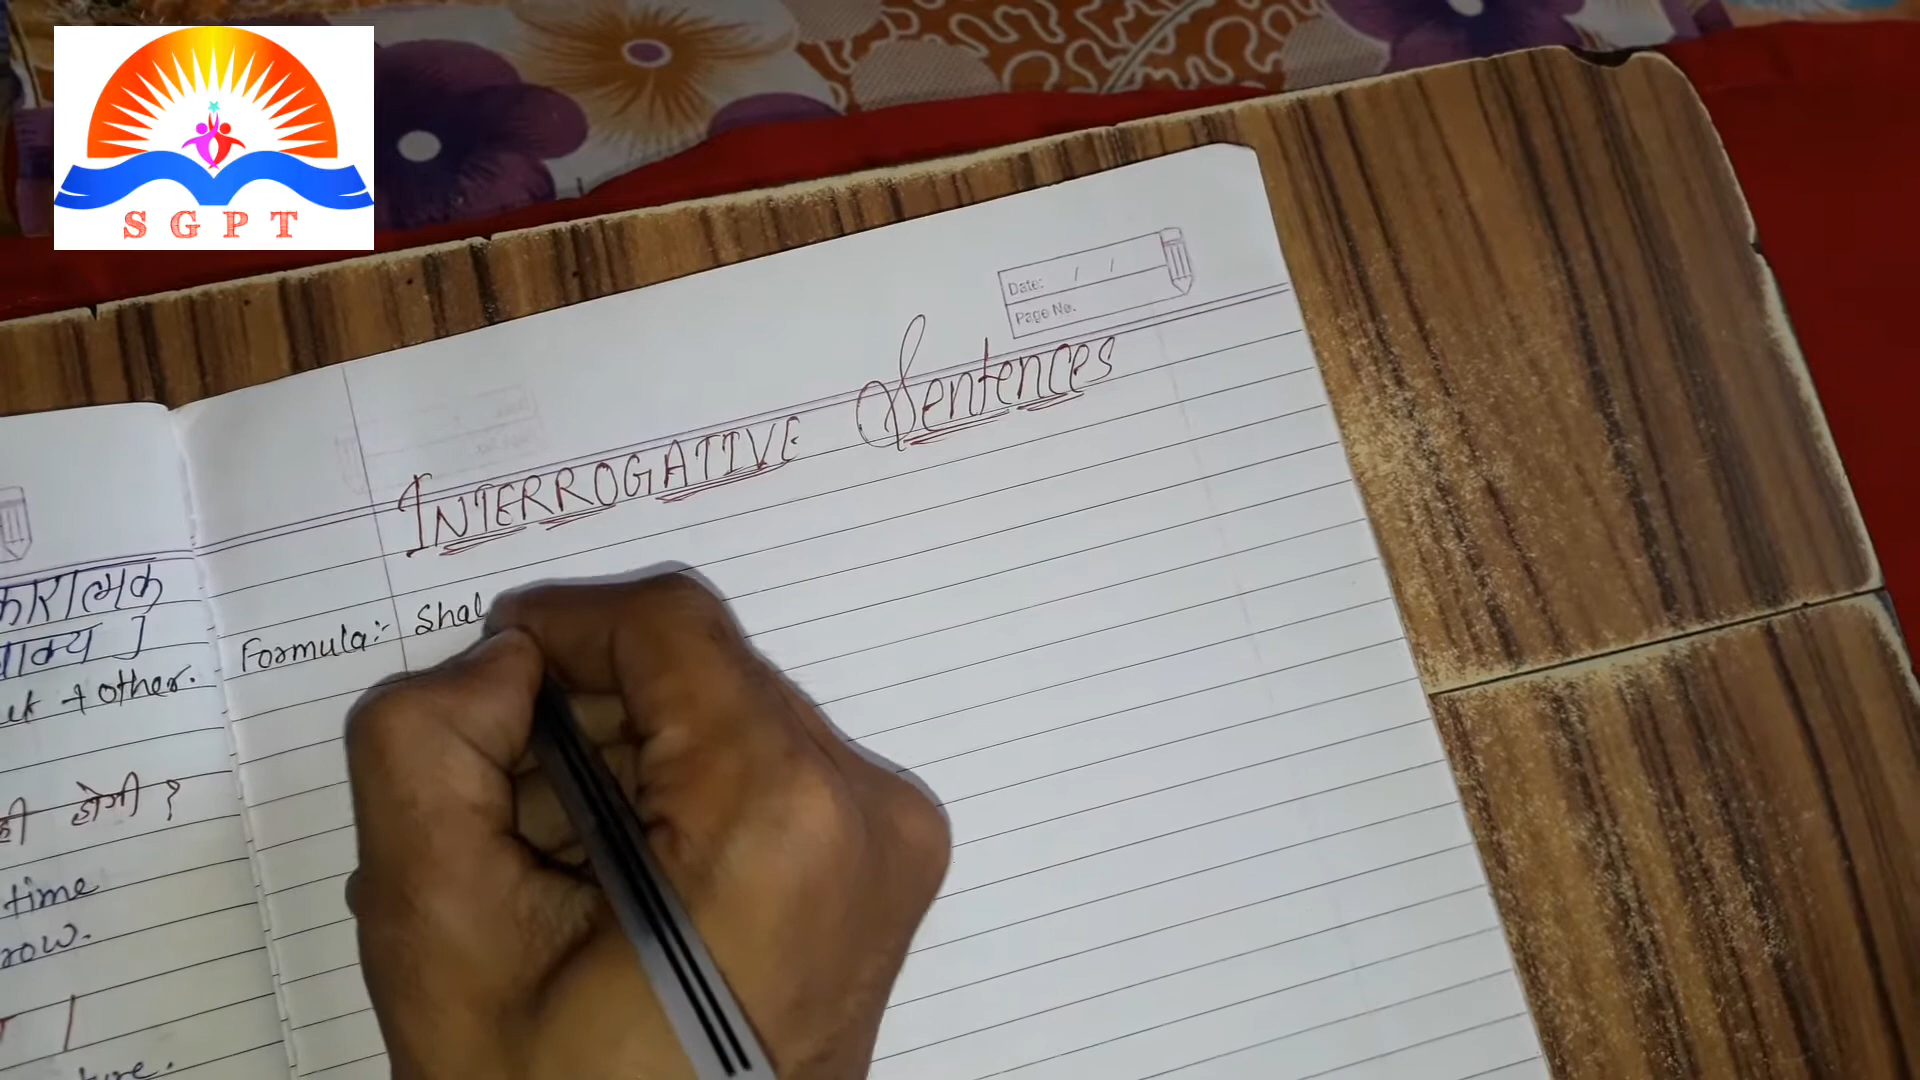 SGPT
Date: / /
Page No.
INTERROGATIVE Sentences
Formula:- Shal
कारात्मक
वाक्य ]
+ other.
होगी ?
time
row.